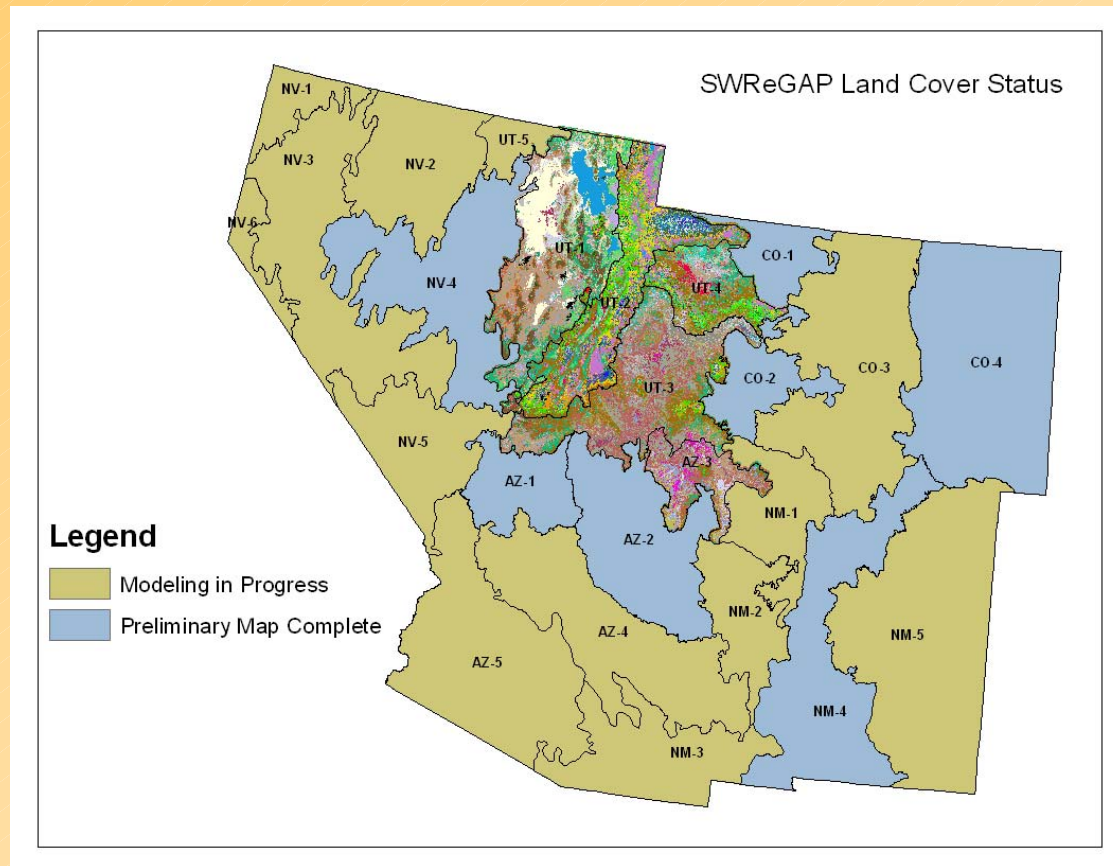 SWReGAP Land Cover Status
NV-1
NV-3
NV-2
UT-5
NV-6
NV-4
UT-1
UT-2
UT-4
CO-1
CO-3
CO-4
CO-2
UT-3
NV-5
AZ-1
AZ-3
NM-1
AZ-2
NM-2
NM-5
AZ-4
AZ-5
NM-4
NM-3
Legend
Modeling in Progress
Preliminary Map Complete